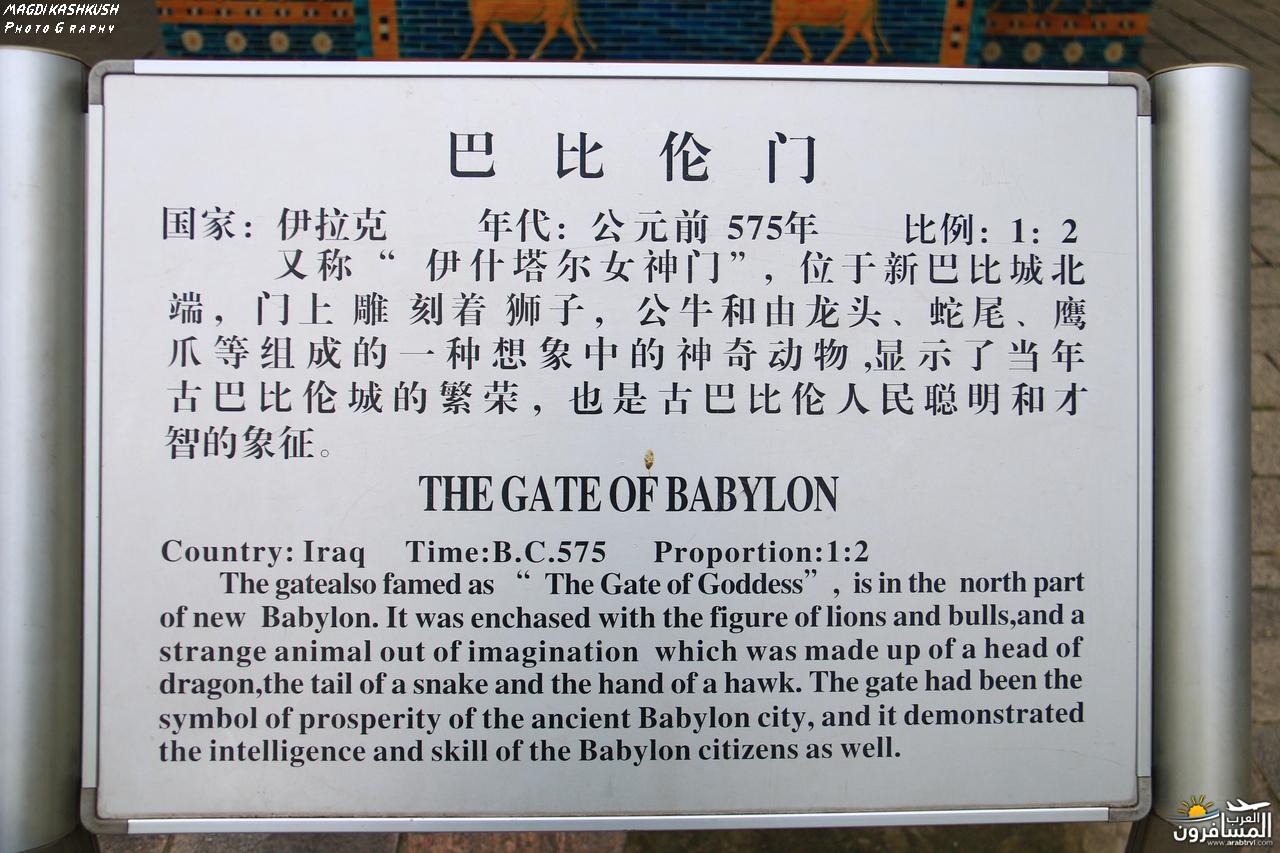 MAGDI KASHKUSH
PHOTOGRAPHY
巴比伦门
国家：伊拉克 年代：公元前 575年 比例：1：2
又称“伊什塔尔女神门”，位于新巴比城北
端，门上雕刻着狮子，公牛和由龙头、蛇尾、鹰
爪等组成的一种想象中的神奇动物,显示了当年
古巴比伦城的繁荣，也是古巴比伦人民聪明和才
智的象征。
THE GATE OF BABYLON
Country: Iraq Time:B.C.575 Proportion:1:2
The gatealso famed as “The Gate of Goddess”, is in the north part
of new Babylon. It was enchased with the figure of lions and bulls,and a
strange animal out of imagination which was made up of a head of
dragon,the tail of a snake and the hand of a hawk. The gate had been the
symbol of prosperity of the ancient Babylon city, and it demonstrated
the intelligence and skill of the Babylon citizens as well.
العرب
المسافرون
www.arabtrvl.com